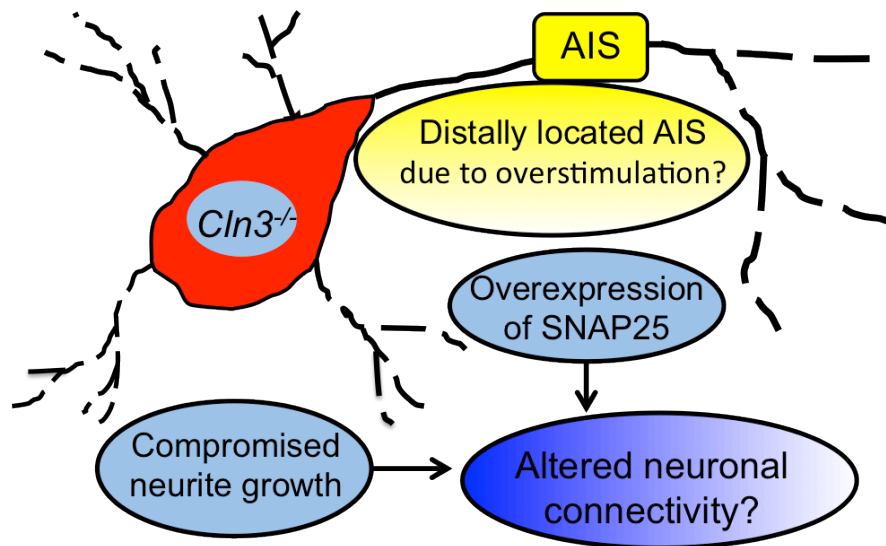 AIS
Distally located AIS
due to overstimulation?
Cln3-/-
Overexpression
of SNAP25
Compromised
neurite growth
Altered neuronal
connectivity?